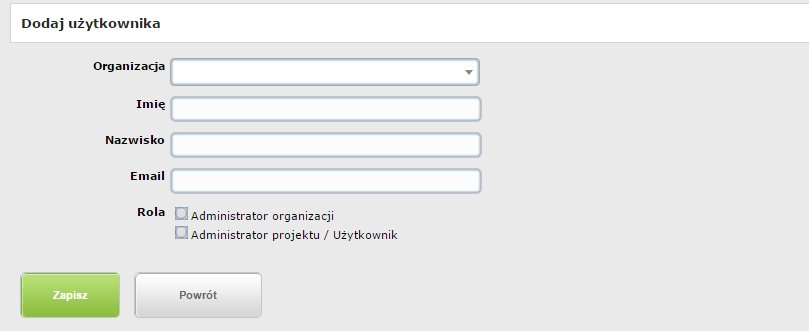 Dodaj użytkownika
Organizacja
Imię
Nazwisko
Email
Rola
Administrator organizacji
Administrator projektu / Użytkownik
Zapisz
Powrót